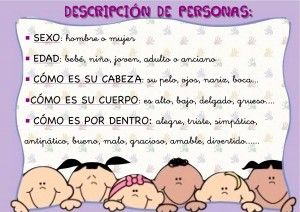 DESCRIPCIÓN DE PERSONAS:
SEXO: hombre o mujes
EDAD: bebé, niño, joven, adulto o anciano
CÓMO ES SU CABEZA: su pelo, ojos, nariz, boca...
CÓMO ES SU CUERPO: es alto, bajo, delgado, grueso....
CÓMO ES POR DENTRO: alegre, triste, simpático,
antipático, bueno, malo, gracioso, amable, divertido......